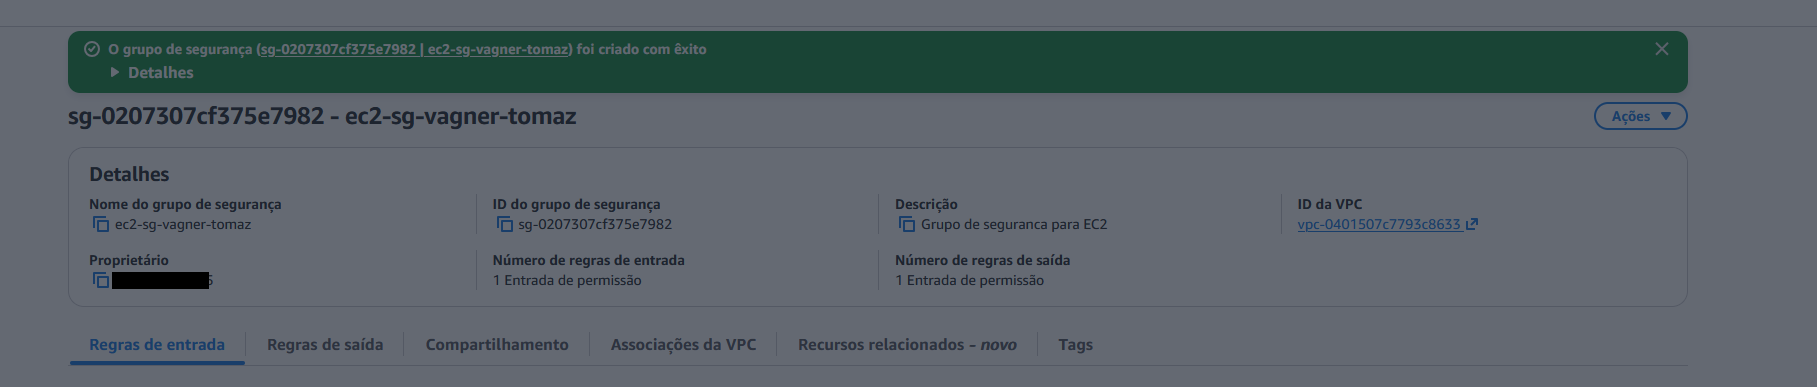 O grupo de segurança (sg-0207307cf375e7982 | ec2-sg-vagner-tomaz) foi criado com êxito
Detalhes
sg-0207307cf375e7982 - ec2-sg-vagner-tomaz
Ações
Detalhes
Nome do grupo de segurança
ec2-sg-vagner-tomaz
ID do grupo de segurança
sg-0207307cf375e7982
Descrição
Grupo de seguranca para EC2
ID da VPC
vpc-0401507c7793c8633
Proprietário
Número de regras de entrada
1 Entrada de permissão
Número de regras de saída
1 Entrada de permissão
Regras de entrada
Regras de saída
Compartilhamento
Associações da VPC
Recursos relacionados - novo
Tags